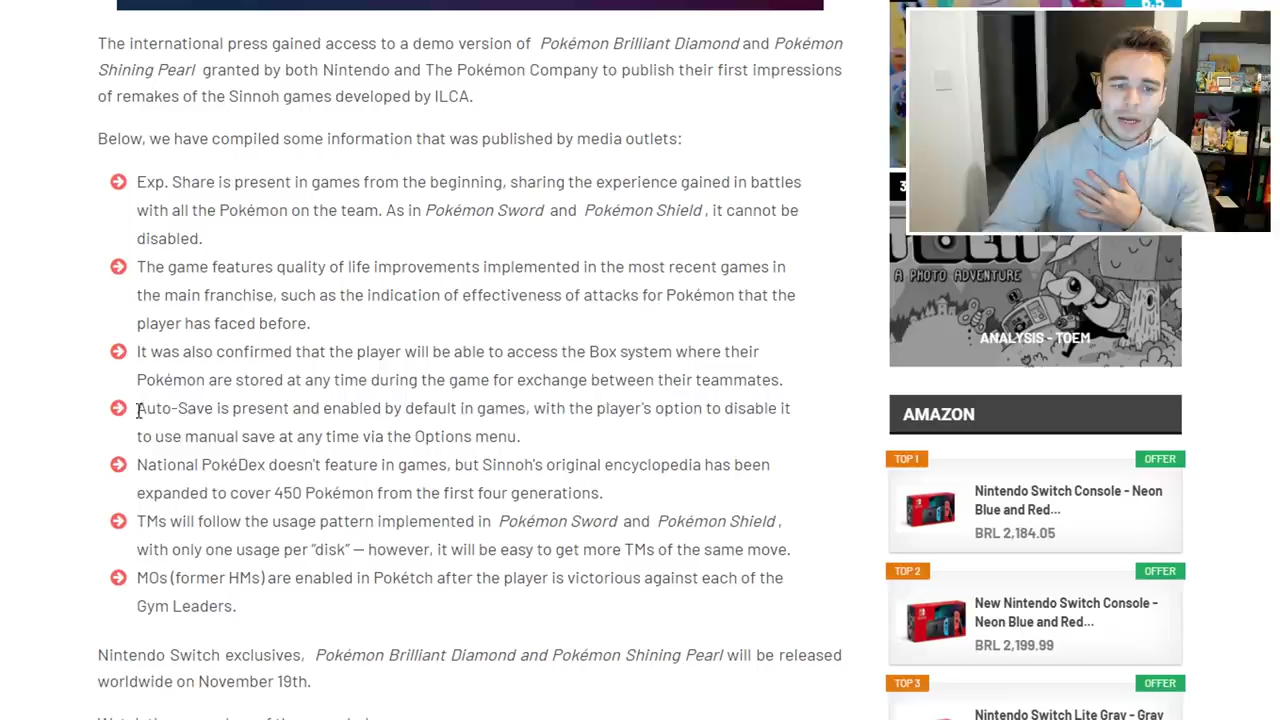 The international press gained access to a demo version of Pokémon Brilliant Diamond and Pokémon
Shining Pearl granted by both Nintendo and The Pokémon Company to publish their first impressions
of remakes of the Sinnoh games developed by ILCA.
Below, we have compiled some information that was published by media outlets:
Exp. Share is present in games from the beginning, sharing the experience gained in battles
with all the Pokémon on the team. As in Pokémon Sword and Pokémon Shield, it cannot be
disabled.
The game features quality of life improvements implemented in the most recent games in
the main franchise, such as the indication of effectiveness of attacks for Pokémon that the
player has faced before.
It was also confirmed that the player will be able to access the Box system where their
Pokémon are stored at any time during the game for exchange between their teammates.
Auto-Save is present and enabled by default in games, with the player's option to disable it
to use manual save at any time via the Options menu.
National PokéDex doesn't feature in games, but Sinnoh's original encyclopedia has been
expanded to cover 450 Pokémon from the first four generations.
TMs will follow the usage pattern implemented in Pokémon Sword and Pokémon Shield,
with only one usage per “disk” — however, it will be easy to get more TMs of the same move.
MOs (former HMs) are enabled in Pokétch after the player is victorious against each of the
Gym Leaders.
Nintendo Switch exclusives, Pokémon Brilliant Diamond and Pokémon Shining Pearl will be released
worldwide on November 19th.
A PHOTO ADVENTURE
ANALYSIS - TOEM
AMAZON
TOP 1
OFFER
Nintendo Switch Console - Neon
Blue and Red...
BRL 2,184.05
TOP 2
OFFER
New Nintendo Switch Console -
Neon Blue and Red...
BRL 2,199.99
TOP 3
OFFER
Nintendo Switch Lite Gray - Gray